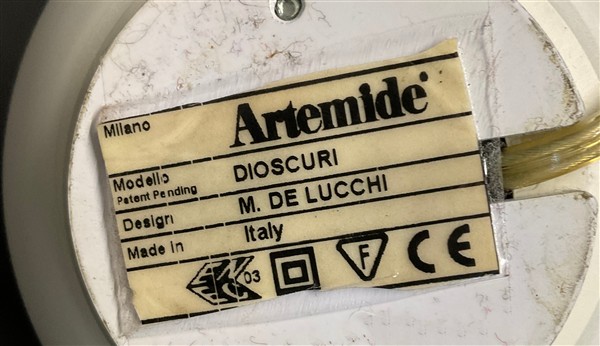 Milano Artemide
Modello DIOSCURI
Patent Pending
Design M. DE LUCCHI
Made in Italy
03 F CE